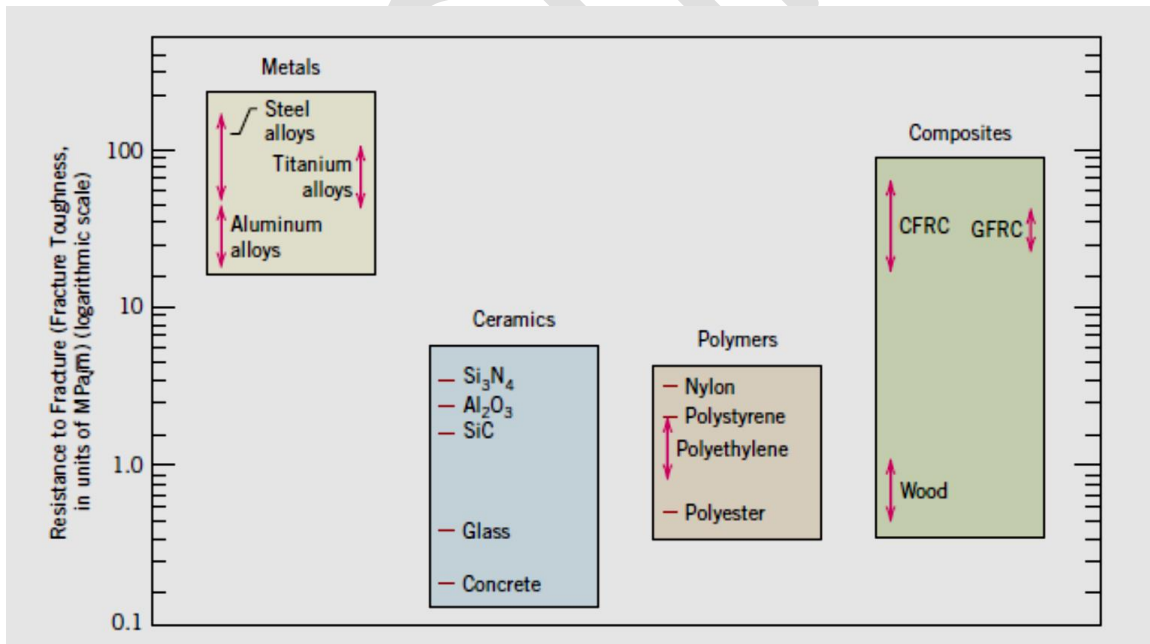 Resistance to Fracture (Fracture Toughness,
in units of MPa√m) (logarithmic scale)
100
10
1.0
0.1
Metals
Steel
alloys
Titanium
alloys
Aluminum
alloys
Ceramics
Si₃N₄
Al₂O₃
SiC
Glass
Concrete
Polymers
Nylon
Polystyrene
Polyethylene
Polyester
Composites
CFRC
GFRC
Wood